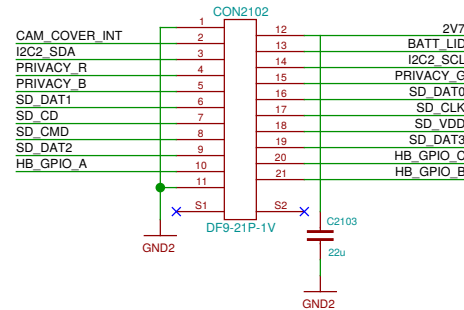 CON2102
1
12
2V7
CAM_COVER_INT
2
13
BATT_LID
I2C2_SDA
3
14
I2C2_SCL
PRIVACY_R
4
15
PRIVACY_G
PRIVACY_B
5
16
SD_DAT0
SD_DAT1
6
17
SD_CLK
SD_CD
7
18
SD_VDD
SD_CMD
8
19
SD_DAT3
SD_DAT2
9
20
HB_GPIO_C
HB_GPIO_A
10
21
HB_GPIO_B
11
S1
S2
DF9-21P-1V
C2103
22u
GND2
GND2